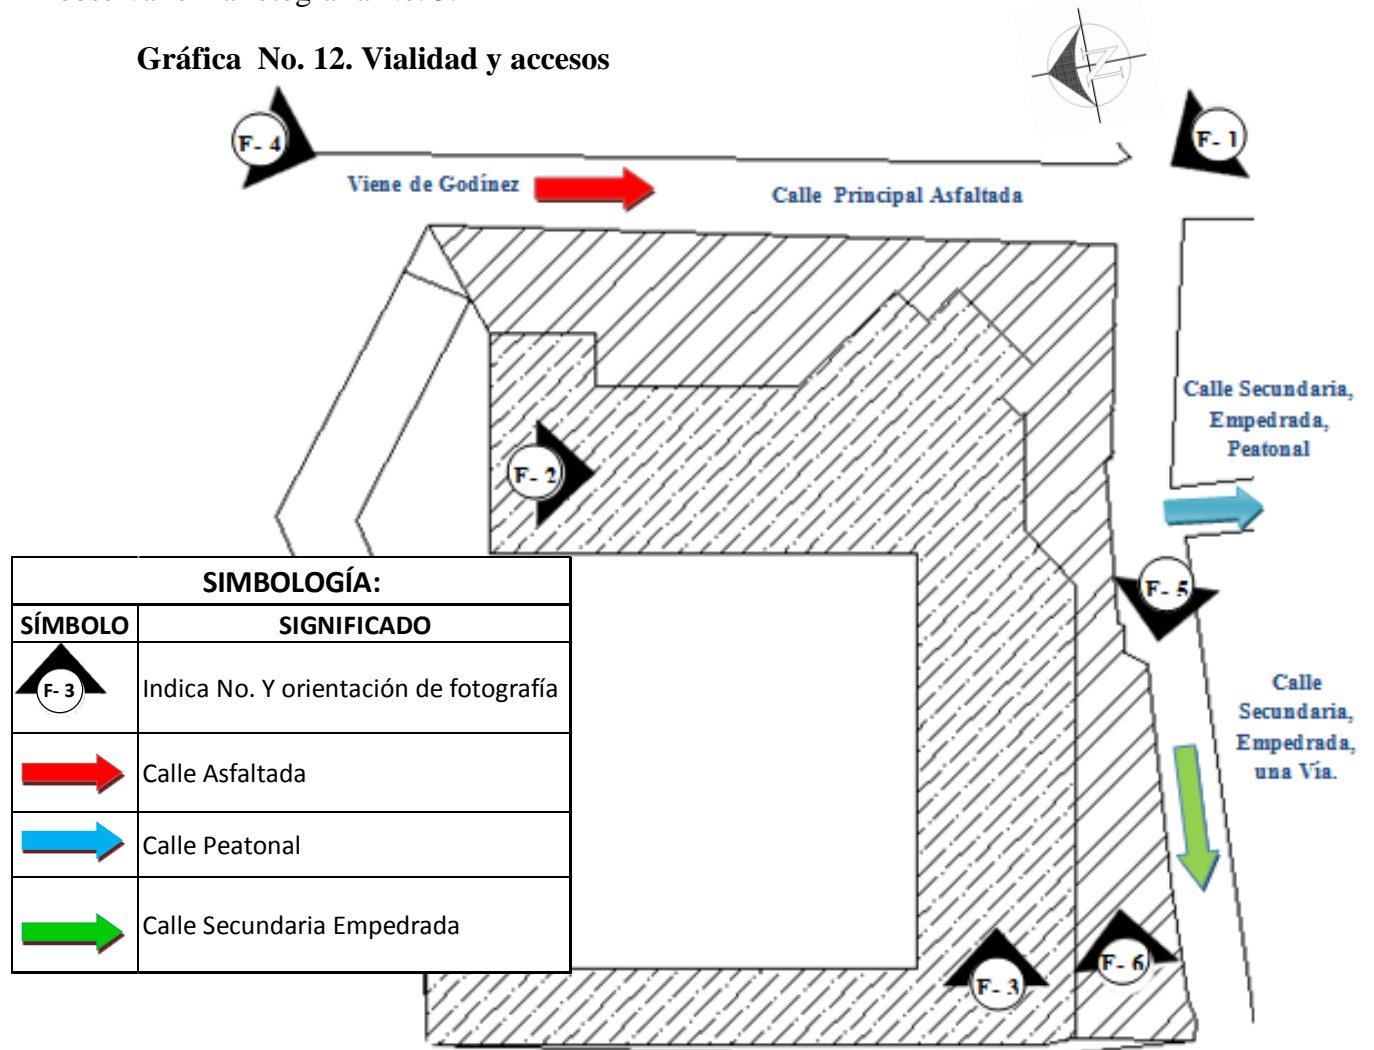 Gráfica No. 12. Vialidad y accesos
N
F- 4
F- 1
Viene de Godínez
Calle Principal Asfaltada
Calle Secundaria,
Empedrada,
Peatonal
F- 2
F- 5
SIMBOLOGÍA:
SÍMBOLO SIGNIFICADO
F- 3 Indica No. Y orientación de fotografía
Calle Asfaltada
Calle Peatonal
Calle Secundaria Empedrada
Calle
Secundaria,
Empedrada,
una Vía.
F- 6
F- 3